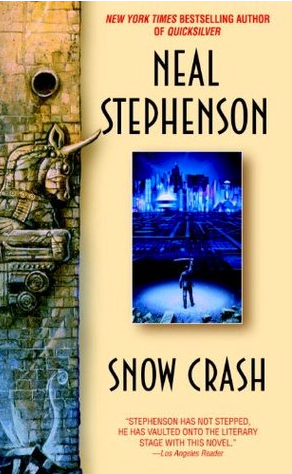 NEW YORK TIMES BESTSELLING AUTHOR
OF QUICKSILVER
NEAL
STEPHENSON
SNOW CRASH
"STEPHENSON HAS NOT STEPPED,
HE HAS VAULTED ONTO THE LITERARY
STAGE WITH THIS NOVEL."
—Los Angeles Reader